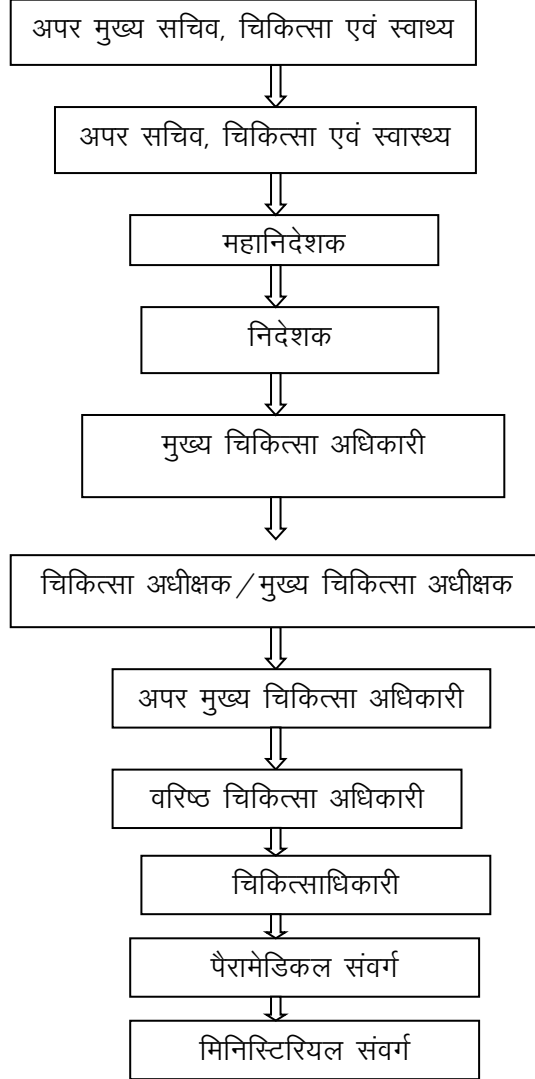 अपर मुख्य सचिव, चिकित्सा एवं स्वाथ्य
अपर सचिव, चिकित्सा एवं स्वास्थ्य
महानिदेशक
निदेशक
मुख्य चिकित्सा अधिकारी
चिकित्सा अधीक्षक / मुख्य चिकित्सा अधीक्षक
अपर मुख्य चिकित्सा अधिकारी
वरिष्ठ चिकित्सा अधिकारी
चिकित्साधिकारी
पैरामेडिकल संवर्ग
मिनिस्टिरियल संवर्ग